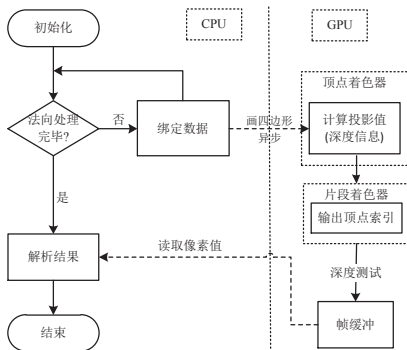 初始化
CPU
GPU
法向处理
完毕?
否
绑定数据
画四边形
异步
顶点着色器
计算投影值
(深度信息)
片段着色器
输出顶点索引
是
深度测试
解析结果
读取像素值
帧缓冲
结束